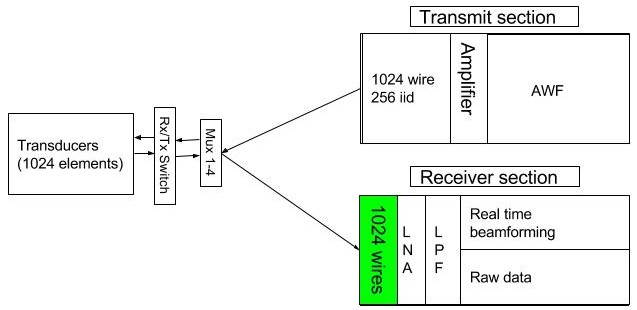 Transmit section
1024 wire
256 iid
Amplifier
AWF
Transducers
(1024 elements)
Rx/Tx Switch
Mux 1-4
Receiver section
1024 wires
L
N
A
L
P
F
Real time
beamforming
Raw data